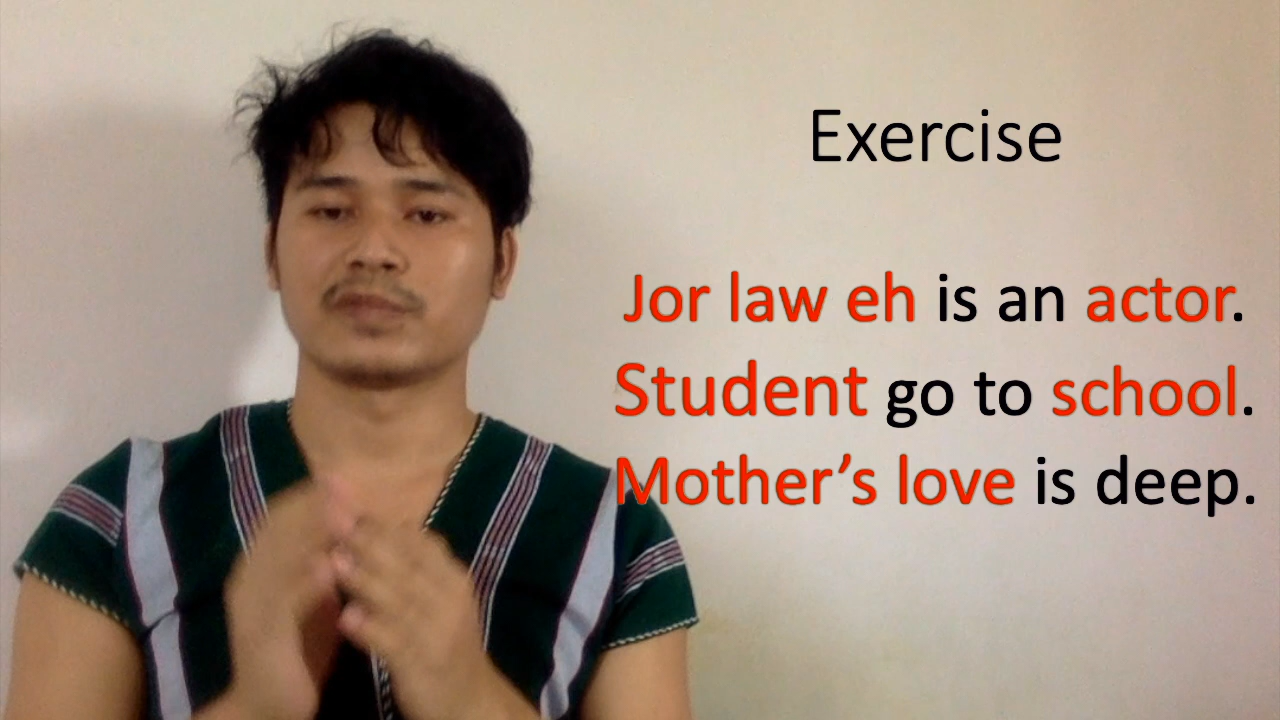 Exercise
Jor law eh is an actor.
Student go to school.
Mother’s love is deep.